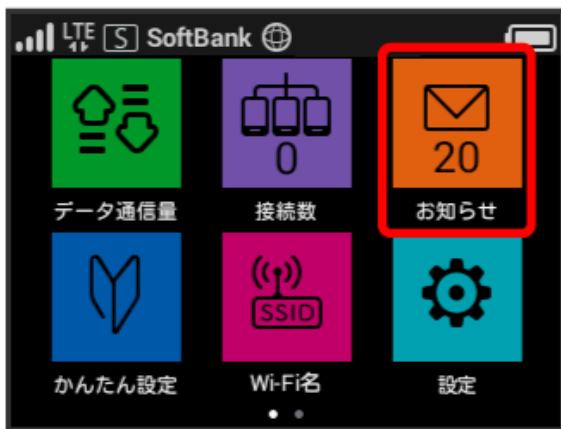 LTE S SoftBank
0
20
データ通信量 接続数 お知らせ
SSID
かんたん設定 Wi-Fi名 設定